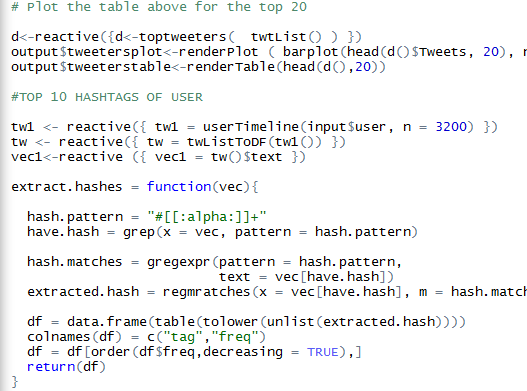 # Plot the table above for the top 20
d<-reactive({d<-toptweeters(  twtList() ) })
output$tweetersplot<-renderPlot ( barplot(head(d()$Tweets, 20),
output$tweeterstable<-renderTable(head(d(),20))
#TOP 10 HASHTAGS OF USER
tw1 <- reactive({ tw1 = userTimeline(input$user, n = 3200) })
tw <- reactive({ tw = twListToDF(tw1()) })
vec1<-reactive ({ vec1 = tw()$text })
extract.hashes = function(vec){
hash.pattern = "#[[:alpha:]]+"
have.hash = grep(x = vec, pattern = hash.pattern)
hash.matches = gregexpr(pattern = hash.pattern,
text = vec[have.hash])
extracted.hash = regmratches(x = vec[have.hash], m = hash.match
df = data.frame(table(tolower(unlist(extracted.hash))))
colnames(df) = c("tag","freq")
df = df[order(df$freq,decreasing = TRUE),]
return(df)
}